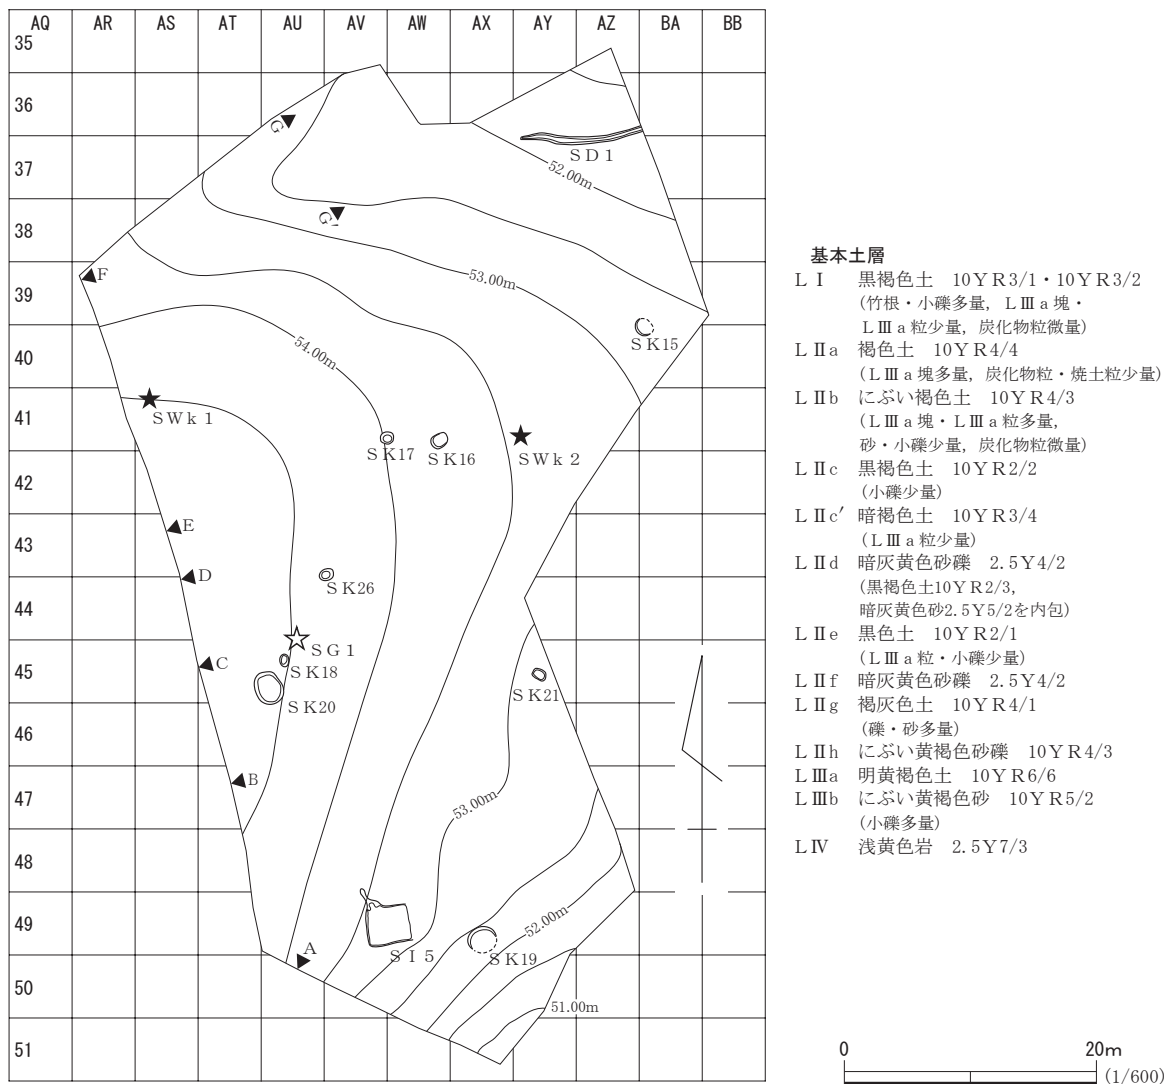 AQ AR AS AT AU AV AW AX AY AZ BA BB
35
36
37
38
39
40
41
42
43
44
45
46
47
48
49
50
51
G
G′
F
E
D
C
B
A
SD1
52.00m
53.00m
SK15
54.00m
SWk1
SK17
SK16
SWk2
SK26
SG1
SK18
SK20
SK21
53.00m
52.00m
SI5
SK19
51.00m
基本土層
LⅠ 黒褐色土 10YR3/1・10YR3/2
(竹根・小礫多量, LⅢa塊・
LⅢa粒少量, 炭化物粒微量)
LⅡa 褐色土 10YR4/4
(LⅢa塊多量, 炭化物粒・焼土粒少量)
LⅡb にぶい褐色土 10YR4/3
(LⅢa塊・LⅢa粒多量,
砂・小礫少量, 炭化物粒微量)
LⅡc 黒褐色土 10YR2/2
(小礫少量)
LⅡc′ 暗褐色土 10YR3/4
(LⅢa粒少量)
LⅡd 暗灰黄色砂礫 2.5Y4/2
(黒褐色土10YR2/3,
暗灰黄色砂2.5Y5/2を内包)
LⅡe 黒色土 10YR2/1
(LⅢa粒・小礫少量)
LⅡf 暗灰黄色砂礫 2.5Y4/2
LⅡg 褐灰色土 10YR4/1
(礫・砂多量)
LⅡh にぶい黄褐色砂礫 10YR4/3
LⅢa 明黄褐色土 10YR6/6
LⅢb にぶい黄褐色砂 10YR5/2
(小礫多量)
LⅣ 浅黄色岩 2.5Y7/3
0 20m
(1/600)